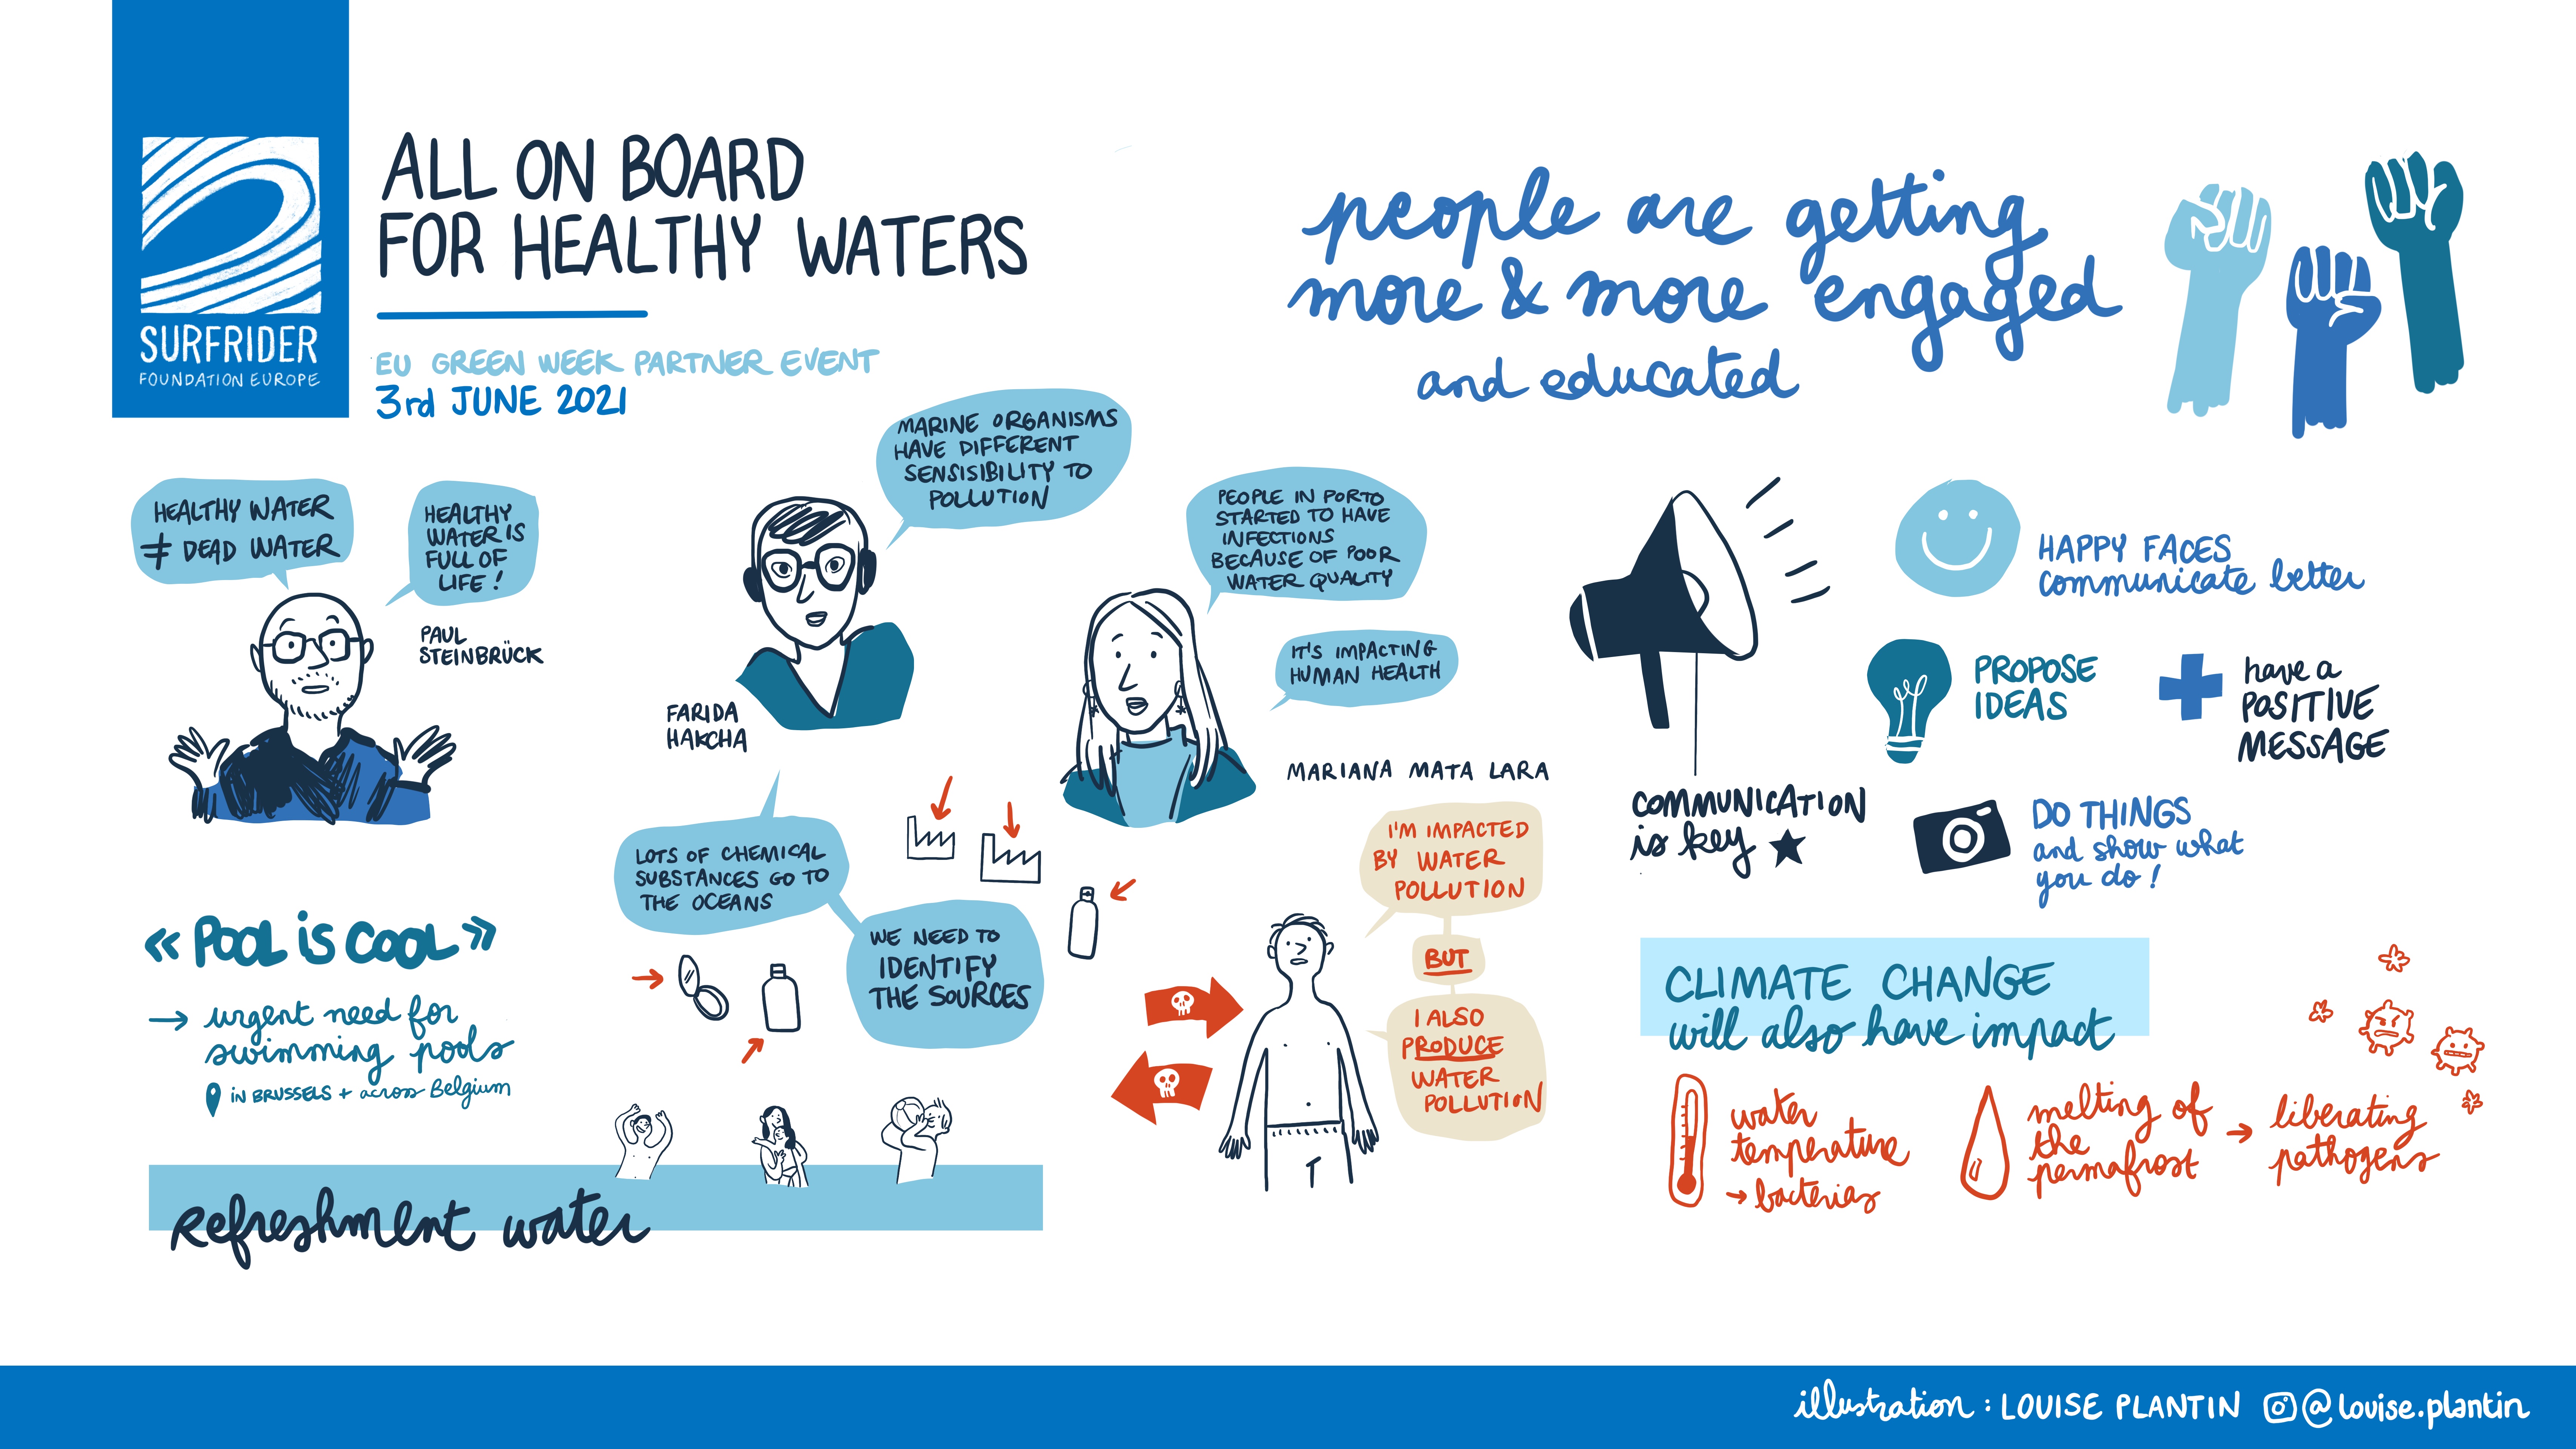 SURFRIDER
FOUNDATION EUROPE
ALL ON BOARD
FOR HEALTHY WATERS
EU GREEN WEEK PARTNER EVENT
3rd JUNE 2021
people are getting
more & more engaged
and educated
HEALTHY WATER
≠ DEAD WATER
HEALTHY
WATER IS
FULL OF
LIFE !
PAUL
STEINBRÜCK
« POOL is COOL »
→ urgent need for
swimming pools
in BRUSSELS + across Belgium
Refreshment water
MARINE ORGANISMS
HAVE DIFFERENT
SENSISIBILITY TO
POLLUTION
FARIDA
HAKCHA
LOTS OF CHEMICAL
SUBSTANCES GO TO
THE OCEANS
WE NEED TO
IDENTIFY
THE SOURCES
PEOPLE IN PORTO
STARTED TO HAVE
INFECTIONS
BECAUSE OF POOR
WATER QUALITY
IT'S IMPACTING
HUMAN HEALTH
MARIANA MATA LARA
I'M IMPACTED
BY WATER
POLLUTION
BUT
I ALSO
PRODUCE
WATER
POLLUTION
COMMUNICATION
is key ★
HAPPY FACES
communicate better
PROPOSE
IDEAS
have a
POSITIVE
MESSAGE
DO THINGS
and show what
you do !
CLIMATE CHANGE
will also have impact
water
temperature
→ bacterias
melting of
the
permafrost
→ liberating
pathogens
illustration : LOUISE PLANTIN @louise.plantin